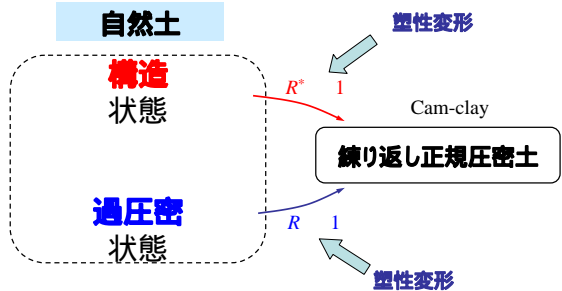 自然土
塑性変形
構造
状態
R* 1
Cam-clay
練り返し正規圧密土
過圧密
状態
R 1
塑性変形